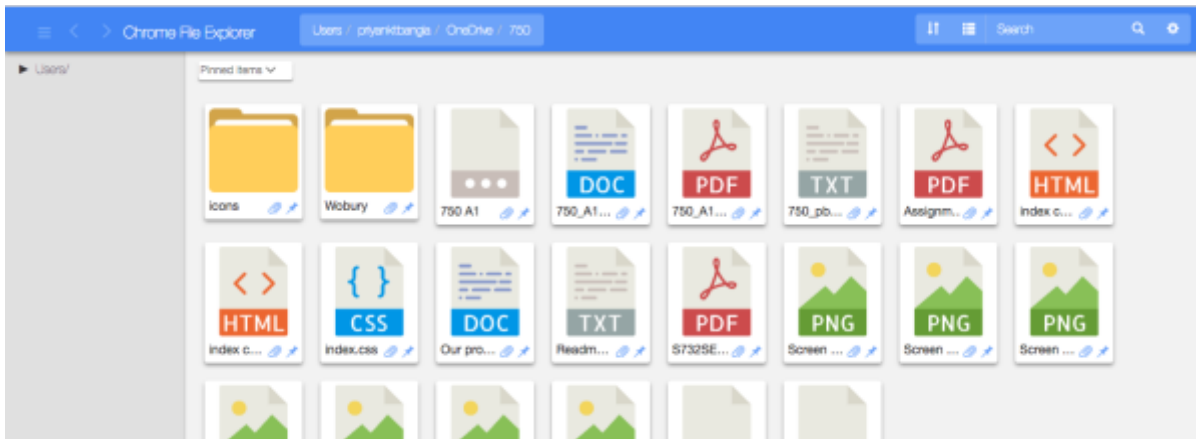 Chrome File Explorer Users / priyankitbangia / OneDrive / 750 Search
Users/
Pinned items
DOC PDF TXT PDF HTML
icons Wobury 750 A1 750_A1... 750_A1... 750_pb... Assignm... index c...
HTML CSS DOC TXT PDF PNG PNG PNG
index c... index.css Our pro... Readm... S732SE... Screen ... Screen ... Screen ...